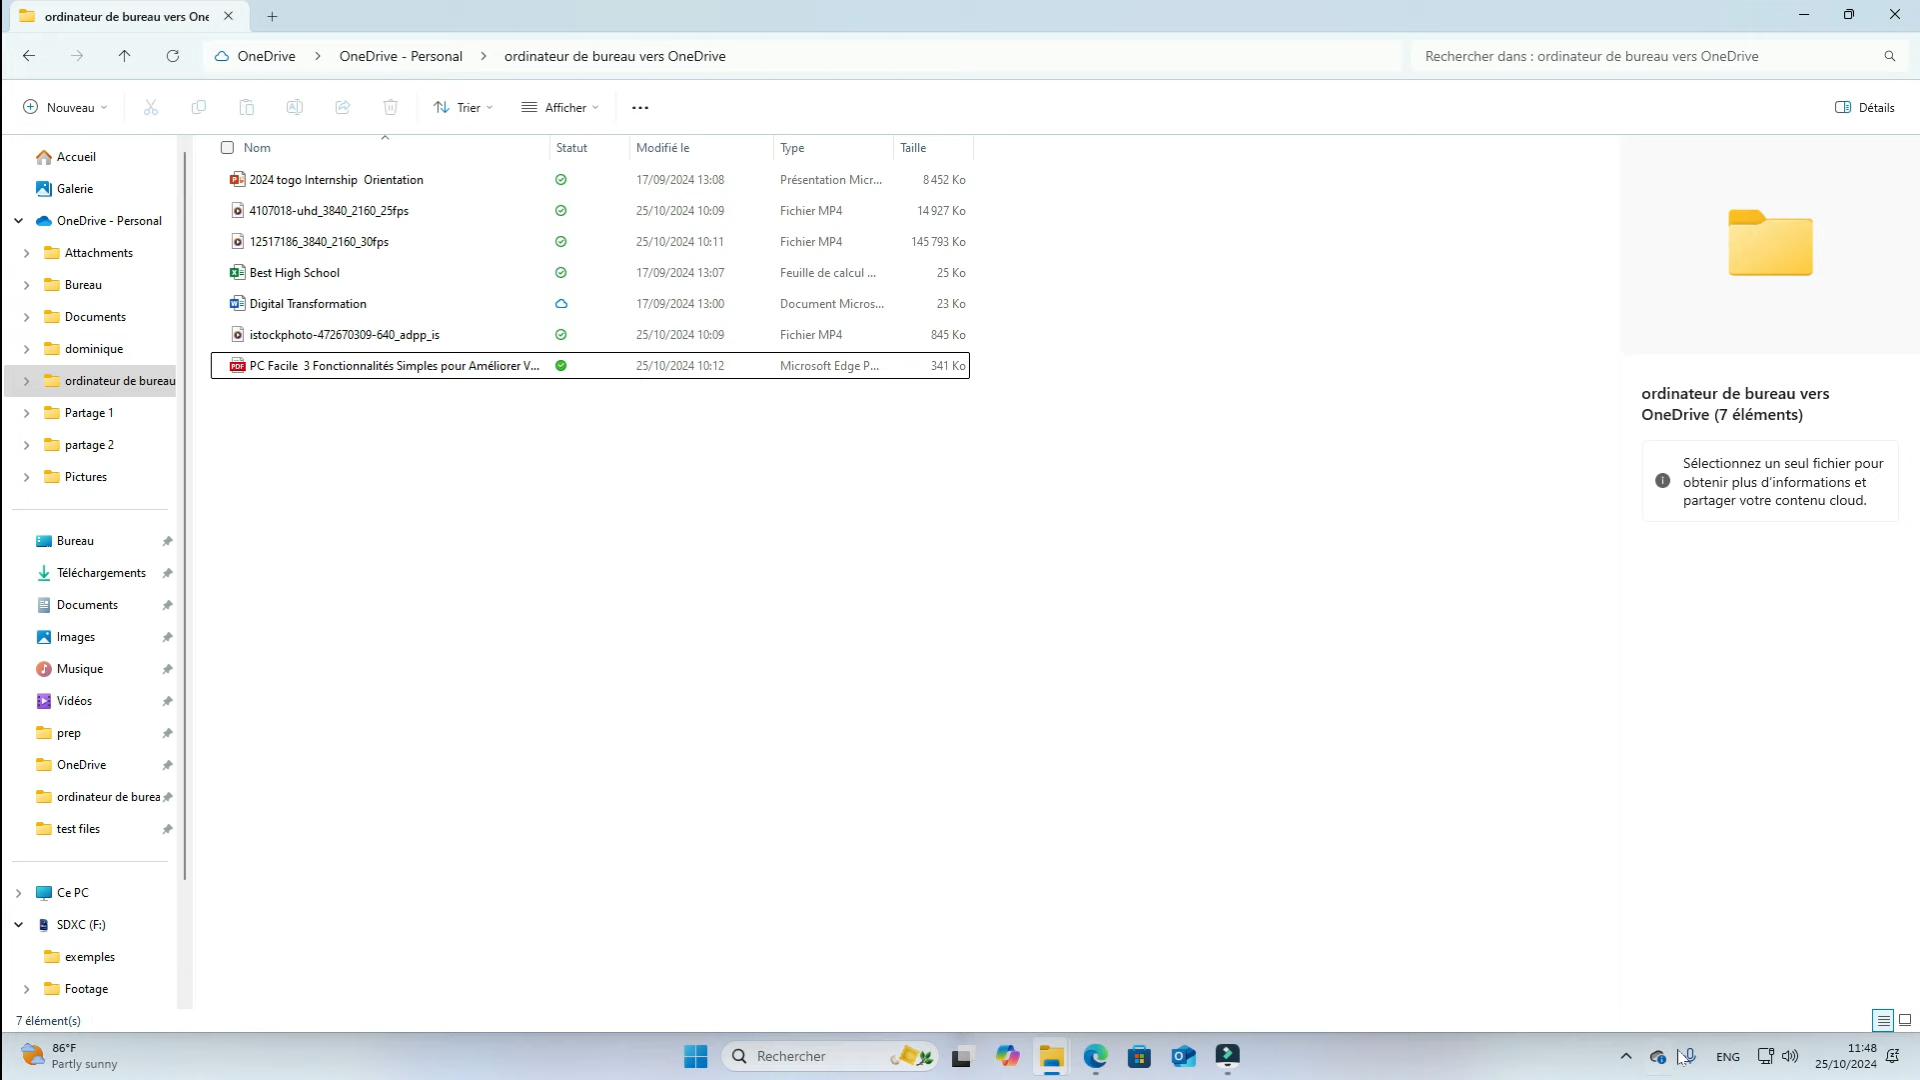 ordinateur de bureau vers One
OneDrive
OneDrive - Personal
ordinateur de bureau vers OneDrive
Rechercher dans : ordinateur de bureau vers OneDrive
Nouveau
Trier
Afficher
Détails
Nom Statut Modifié le Type Taille
2024 togo Internship Orientation 17/09/2024 13:08 Présentation Micr... 8 452 Ko
4107018-uhd_3840_2160_25fps 25/10/2024 10:09 Fichier MP4 14 927 Ko
12517186_3840_2160_30fps 25/10/2024 10:11 Fichier MP4 145 793 Ko
Best High School 17/09/2024 13:07 Feuille de calcul ... 25 Ko
Digital Transformation 17/09/2024 13:00 Document Micros... 23 Ko
istockphoto-472670309-640_adpp_is 25/10/2024 10:09 Fichier MP4 845 Ko
PDF PC Facile 3 Fonctionnalités Simples pour Améliorer V... 25/10/2024 10:12 Microsoft Edge P... 341 Ko
Accueil
Galerie
OneDrive - Personal
Attachments
Bureau
Documents
dominique
ordinateur de bureau
Partage 1
partage 2
Pictures
Bureau
Téléchargements
Documents
Images
Musique
Vidéos
prep
OneDrive
ordinateur de burea
test files
Ce PC
SDXC (F:)
exemples
Footage
7 élément(s)
ordinateur de bureau vers
OneDrive (7 éléments)
Sélectionnez un seul fichier pour
obtenir plus d'informations et
partager votre contenu cloud.
86°F
Partly sunny
Rechercher
ENG
11:48
25/10/2024